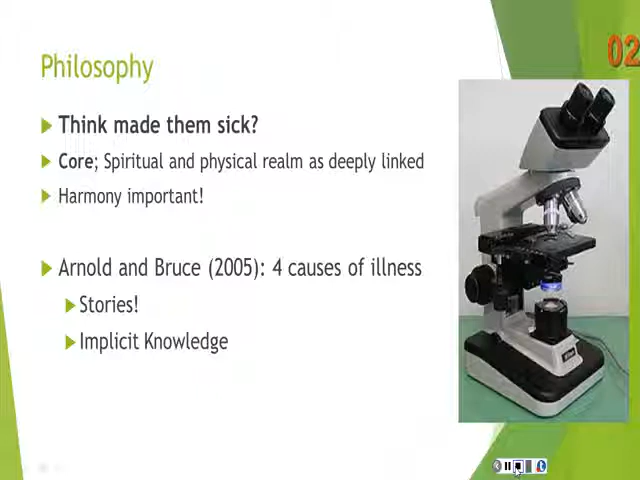 Philosophy
02
Think made them sick?
Core; Spiritual and physical realm as deeply linked
Harmony important!
Arnold and Bruce (2005): 4 causes of illness
Stories!
Implicit Knowledge